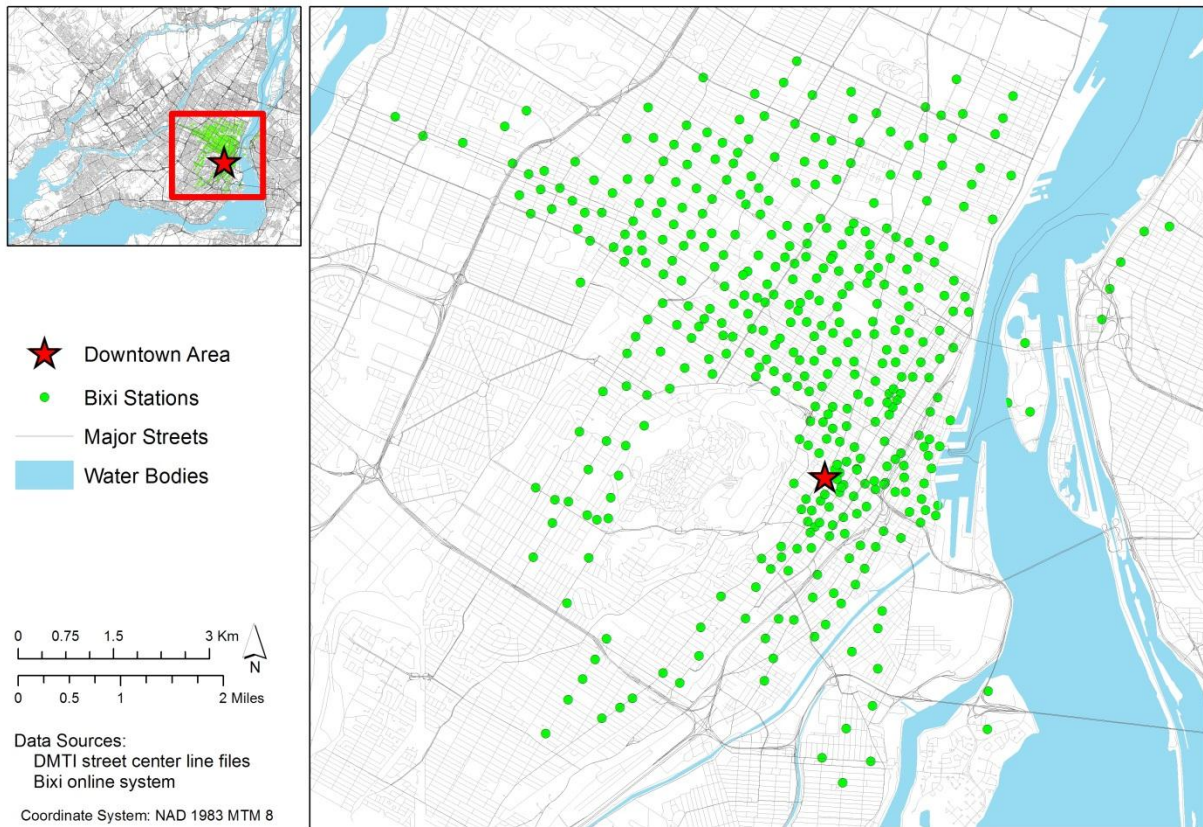 Downtown Area
Bixi Stations
Major Streets
Water Bodies
0 0.75 1.5 3 Km
N
0 0.5 1 2 Miles
Data Sources:
DMTI street center line files
Bixi online system
Coordinate System: NAD 1983 MTM 8